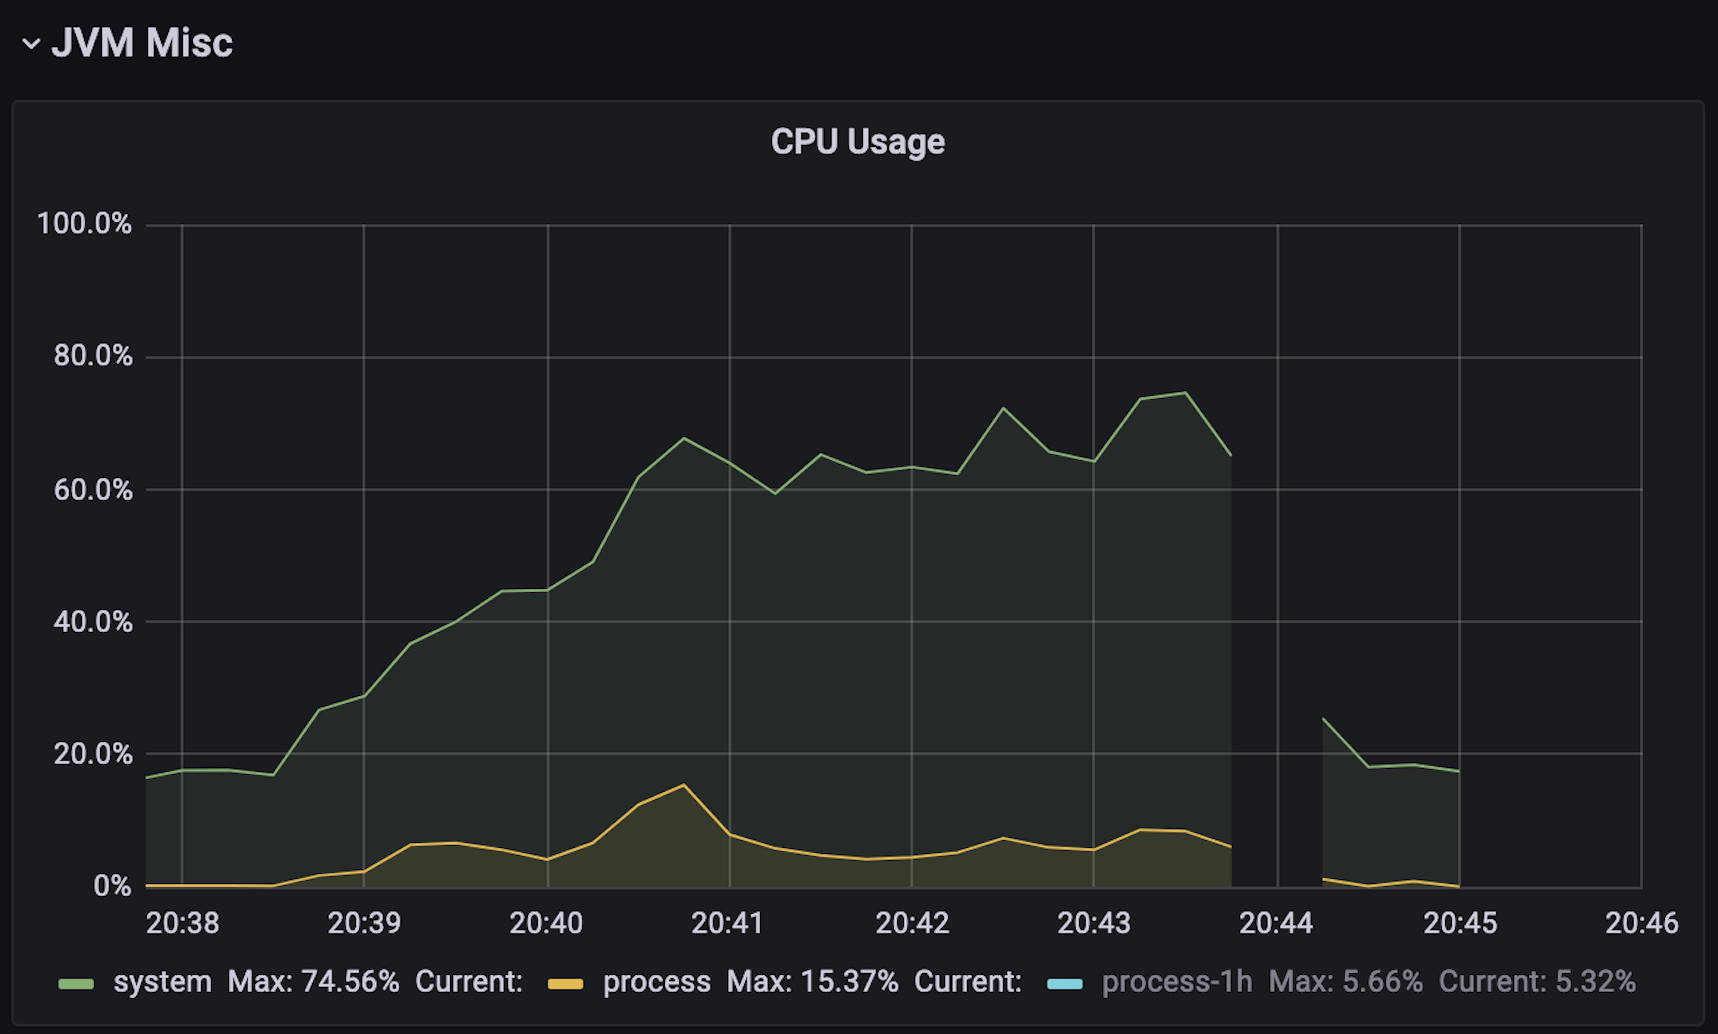 JVM Misc
CPU Usage
100.0%
80.0%
60.0%
40.0%
20.0%
0%
20:38 20:39 20:40 20:41 20:42 20:43 20:44 20:45 20:46
system Max: 74.56% Current: process Max: 15.37% Current: process-1h Max: 5.66% Current: 5.32%